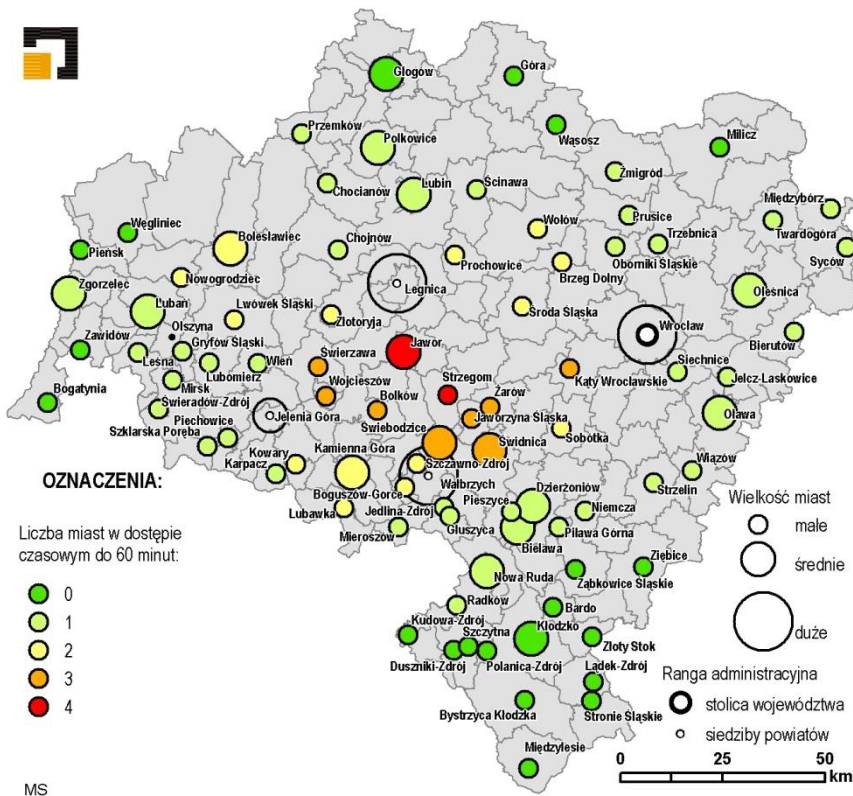 Głogów
Góra
Przemków
Polkowice
Wąsosz
Milicz
Żmigród
Chocianów
Lubin
Ścinawa
Międzybórz
Węgliniec
Prusice
Twardogóra
Bolesławiec
Wołów
Trzebnica
Pieńsk
Chojnów
Prochowice
Oborniki Śląskie
Syców
Nowogrodziec
Brzeg Dolny
Zgorzelec
Legnica
Oleśnica
Lubań
Lwówek Śląski
Złotoryja
Środa Śląska
Olszyna
Wrocław
Zawidów
Gryfów Śląski
Jawor
Bierutów
Leśna
Wleń
Świerzawa
Siechnice
Lubomierz
Kąty Wrocławskie
Jelcz-Laskowice
Mirsk
Wojcieszów
Strzegom
Żarów
Bogatynia
Świeradów-Zdrój
Bolków
Jaworzyna Śląska
Oława
Piechowice
Jelenia Góra
Świebodzice
Szklarska Poręba
Sobótka
Kowary
Kamienna Góra
Świdnica
Karpacz
Szczawno-Zdrój
Wiązów
Boguszów-Gorce
Wałbrzych
Dzierżoniów
Strzelin
Lubawka
Jedlina-Zdrój
Pieszyce
Niemcza
Mieroszów
Głuszyca
Piława Górna
Bielawa
Ziębice
Nowa Ruda
Ząbkowice Śląskie
Radków
Bardo
Kudowa-Zdrój
Szczytna
Kłodzko
Złoty Stok
Duszniki-Zdrój
Polanica-Zdrój
Lądek-Zdrój
Bystrzyca Kłodzka
Stronie Śląskie
Międzylesie
OZNACZENIA:
Liczba miast w dostępie
czasowym do 60 minut:
0
1
2
3
4
Wielkość miast
małe
średnie
duże
Ranga administracyjna
stolica województwa
siedziby powiatów
0 25 50
km
MS